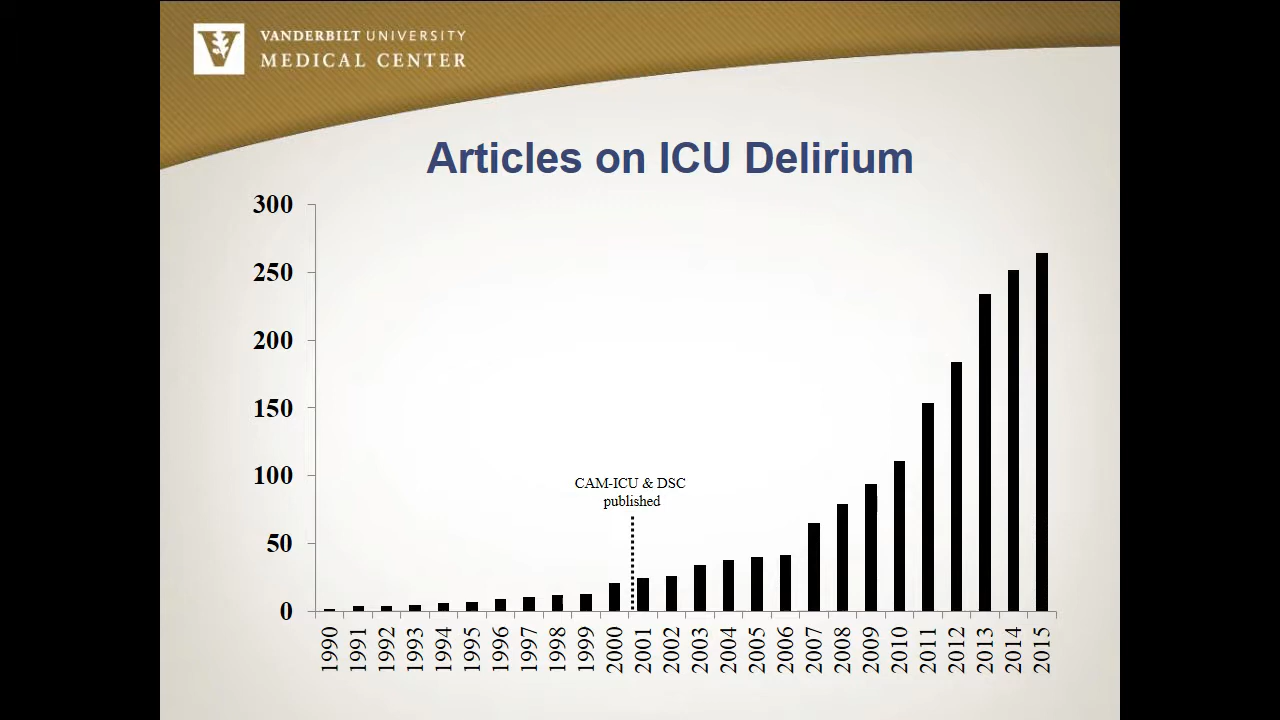 VANDERBILT UNIVERSITY
MEDICAL CENTER
Articles on ICU Delirium
300
250
200
150
100
50
0
CAM-ICU & DSC
published
1990 1991 1992 1993 1994 1995 1996 1997 1998 1999 2000 2001 2002 2003 2004 2005 2006 2007 2008 2009 2010 2011 2012 2013 2014 2015